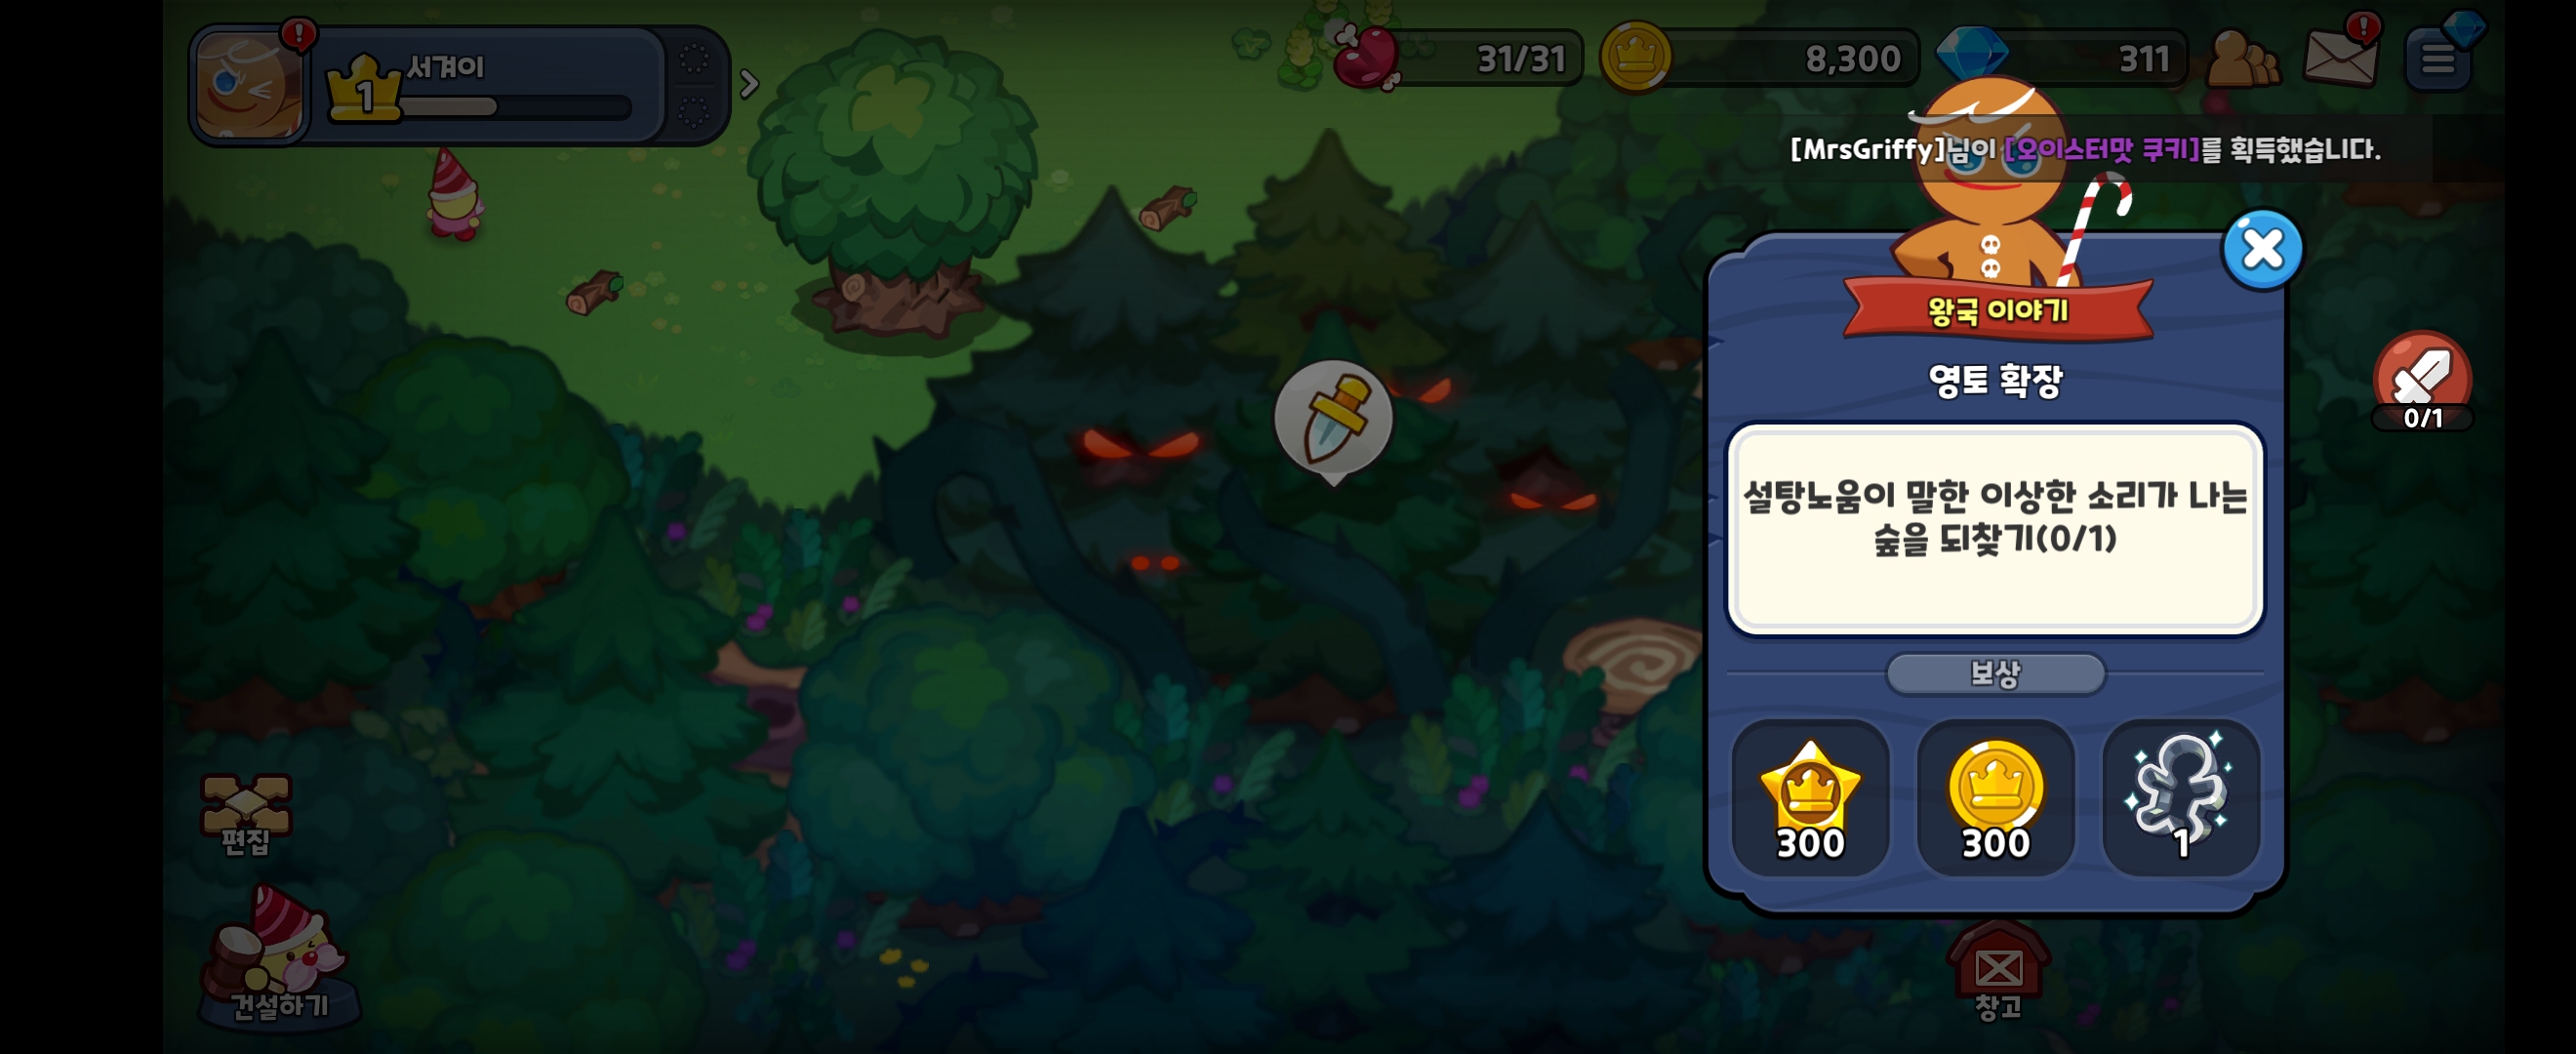 서겨이
1
31/31
8,300
311
[MrsGriffy]님이 [오이스터맛 쿠키]를 획득했습니다.
왕국 이야기
영토 확장
0/1
설탕노움이 말한 이상한 소리가 나는
숲을 되찾기(0/1)
보상
300
300
1
편집
건설하기
창고